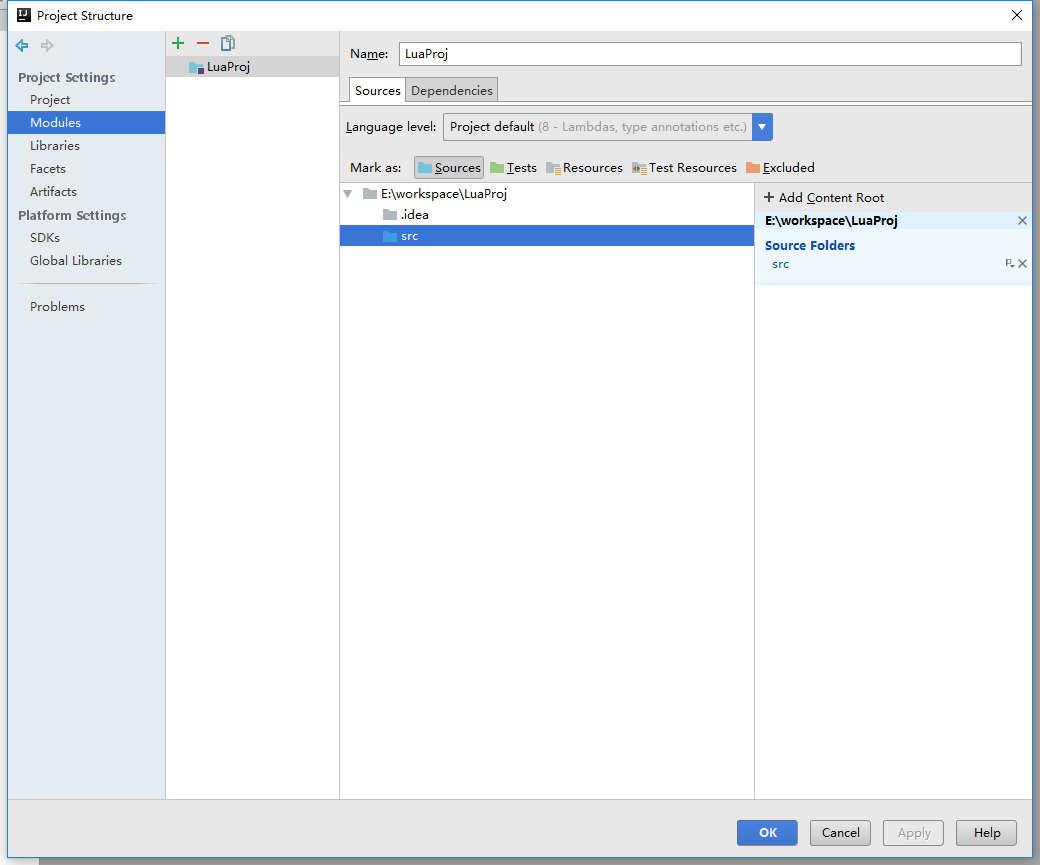 Project Structure
Project Settings
Project
Modules
Libraries
Facets
Artifacts
Platform Settings
SDKs
Global Libraries
Problems
LuaProj
Name: LuaProj
Sources Dependencies
Language level: Project default (8 - Lambdas, type annotations etc.)
Mark as: Sources Tests Resources Test Resources Excluded
E:\workspace\LuaProj
.idea
src
+ Add Content Root
E:\workspace\LuaProj
Source Folders
src
OK Cancel Apply Help